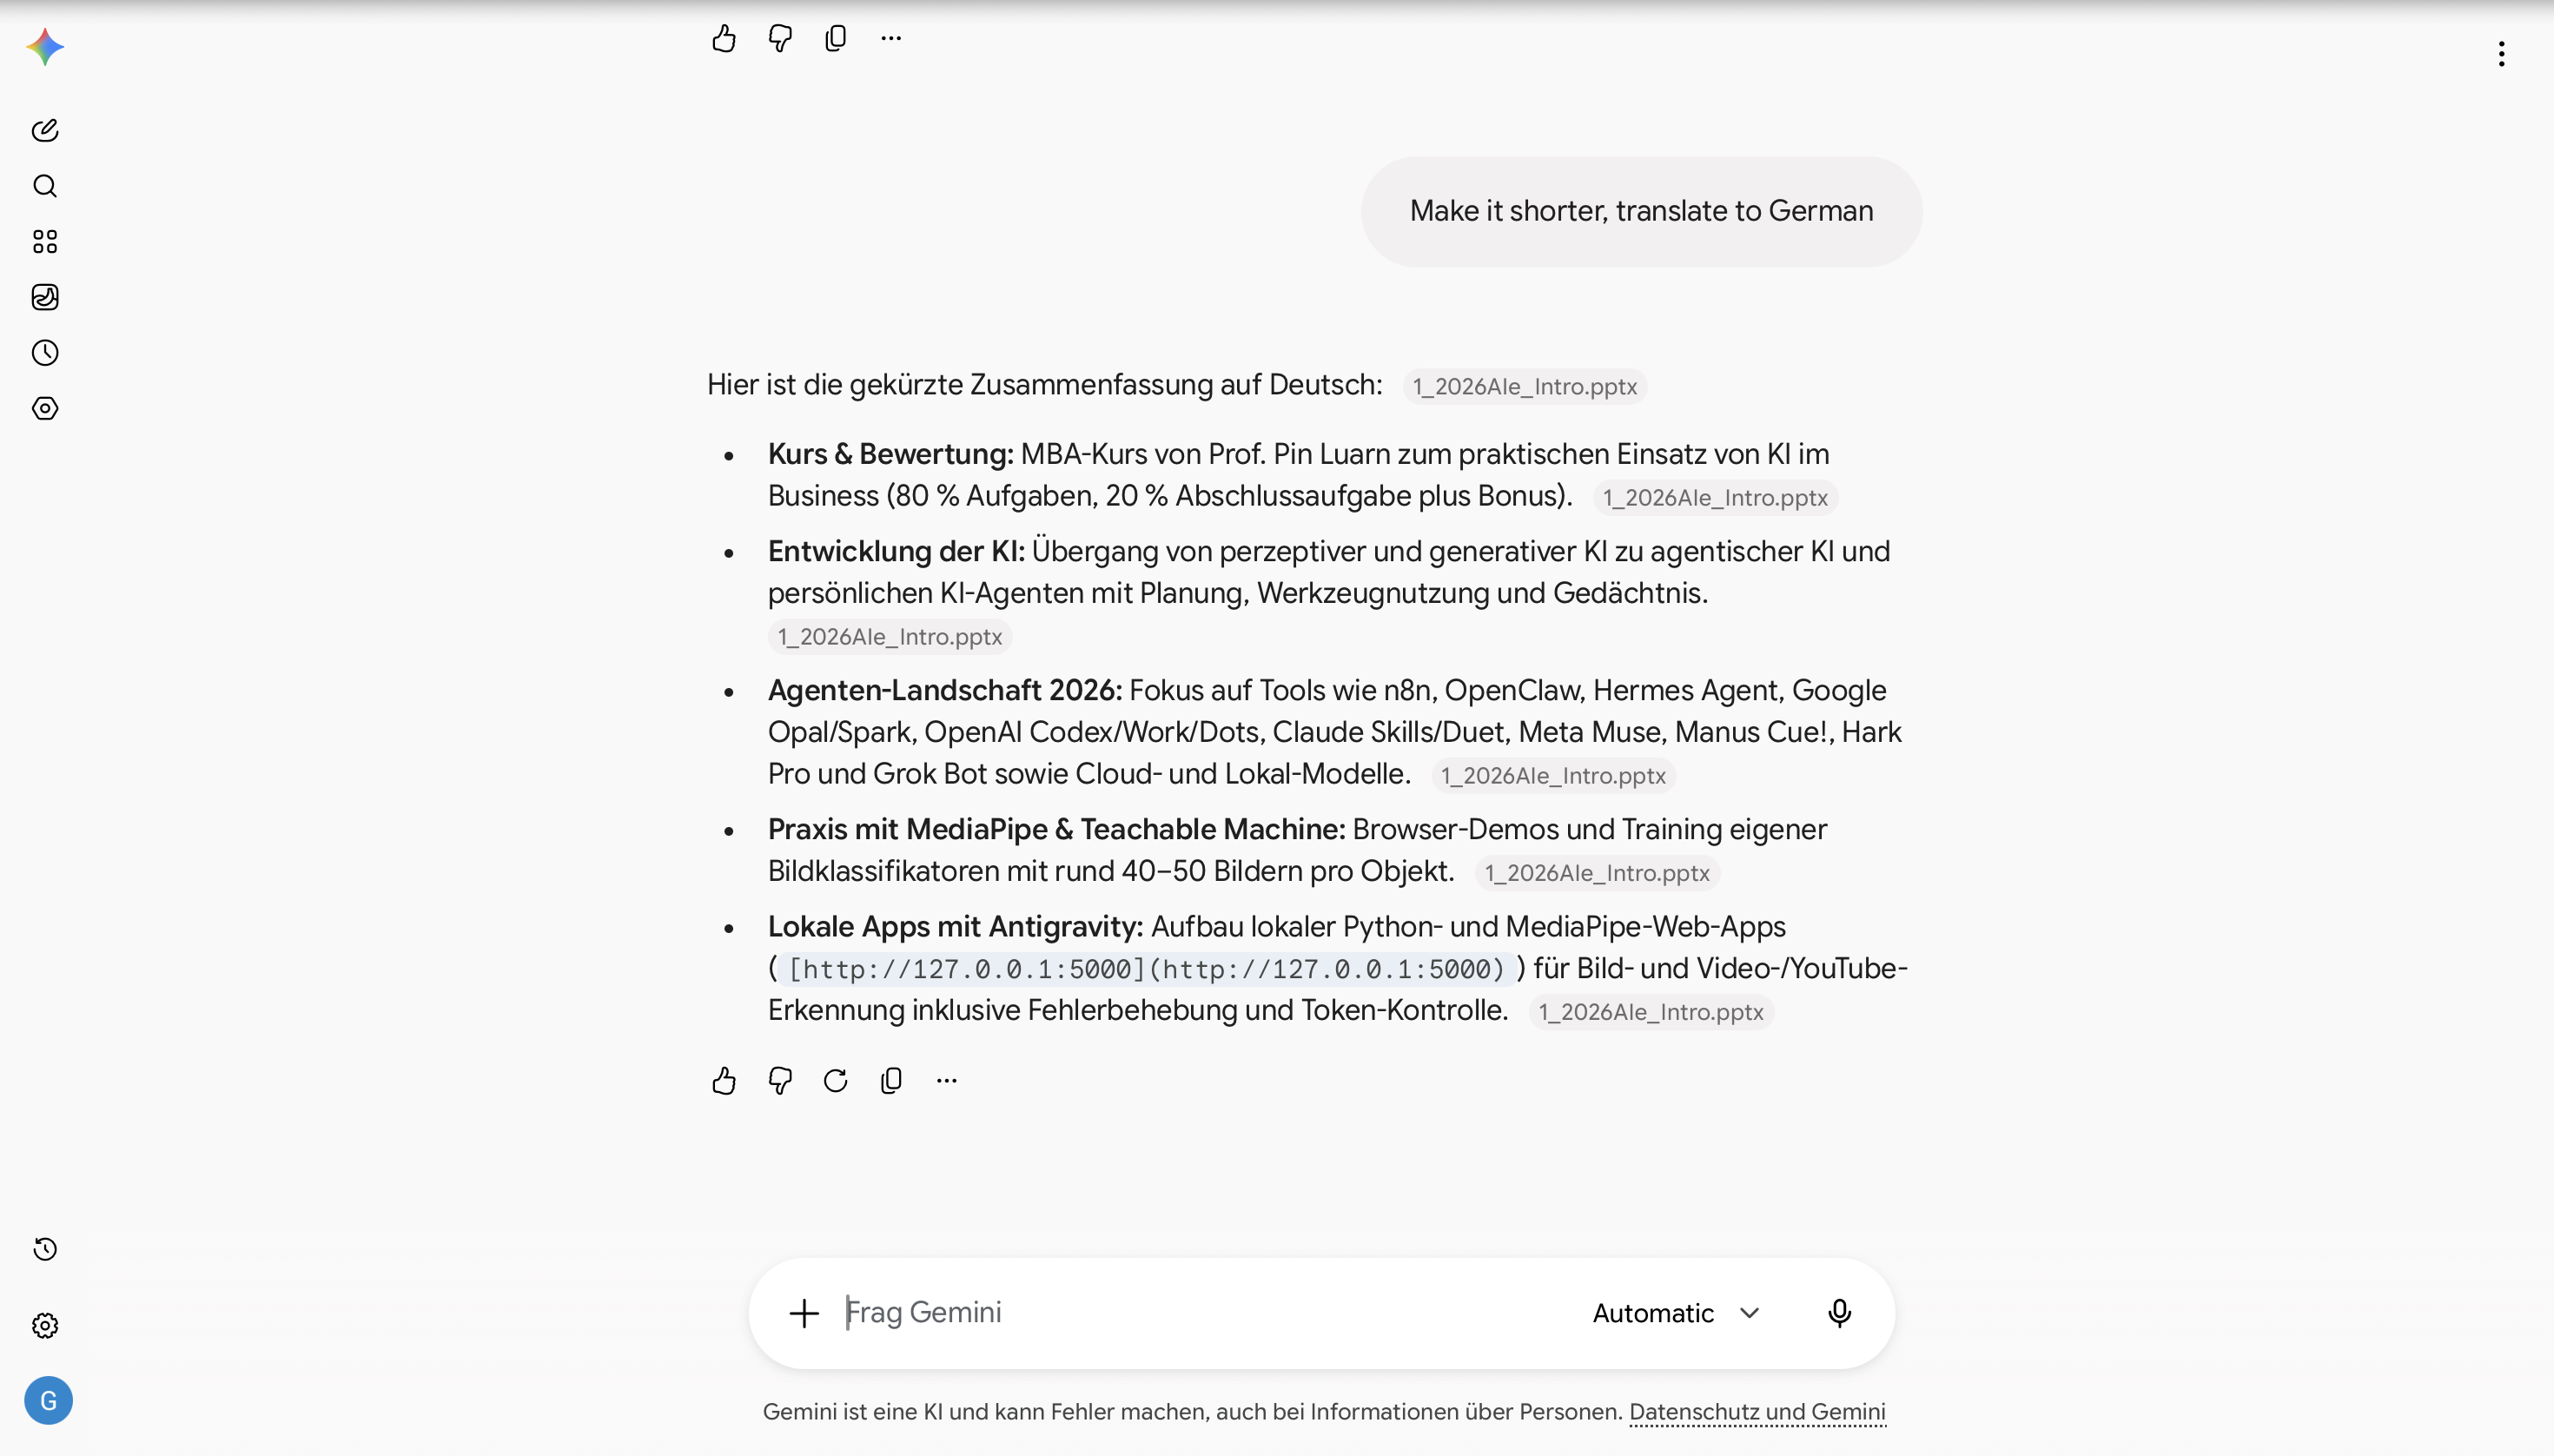 Make it shorter, translate to German
Hier ist die gekürzte Zusammenfassung auf Deutsch: 1_2026AIe_Intro.pptx
• Kurs & Bewertung: MBA-Kurs von Prof. Pin Luarn zum praktischen Einsatz von KI im
Business (80 % Aufgaben, 20 % Abschlussaufgabe plus Bonus). 1_2026AIe_Intro.pptx
• Entwicklung der KI: Übergang von perzeptiver und generativer KI zu agentischer KI und
persönlichen KI-Agenten mit Planung, Werkzeugnutzung und Gedächtnis.
1_2026AIe_Intro.pptx
• Agenten-Landschaft 2026: Fokus auf Tools wie n8n, OpenClaw, Hermes Agent, Google
Opal/Spark, OpenAI Codex/Work/Dots, Claude Skills/Duet, Meta Muse, Manus Cue!, Hark
Pro und Grok Bot sowie Cloud- und Lokal-Modelle. 1_2026AIe_Intro.pptx
• Praxis mit MediaPipe & Teachable Machine: Browser-Demos und Training eigener
Bildklassifikatoren mit rund 40–50 Bildern pro Objekt. 1_2026AIe_Intro.pptx
• Lokale Apps mit Antigravity: Aufbau lokaler Python- und MediaPipe-Web-Apps
([http://127.0.0.1:5000](http://127.0.0.1:5000)) für Bild- und Video-/YouTube-
Erkennung inklusive Fehlerbehebung und Token-Kontrolle. 1_2026AIe_Intro.pptx
Frag Gemini
Automatic
G
Gemini ist eine KI und kann Fehler machen, auch bei Informationen über Personen. Datenschutz und Gemini